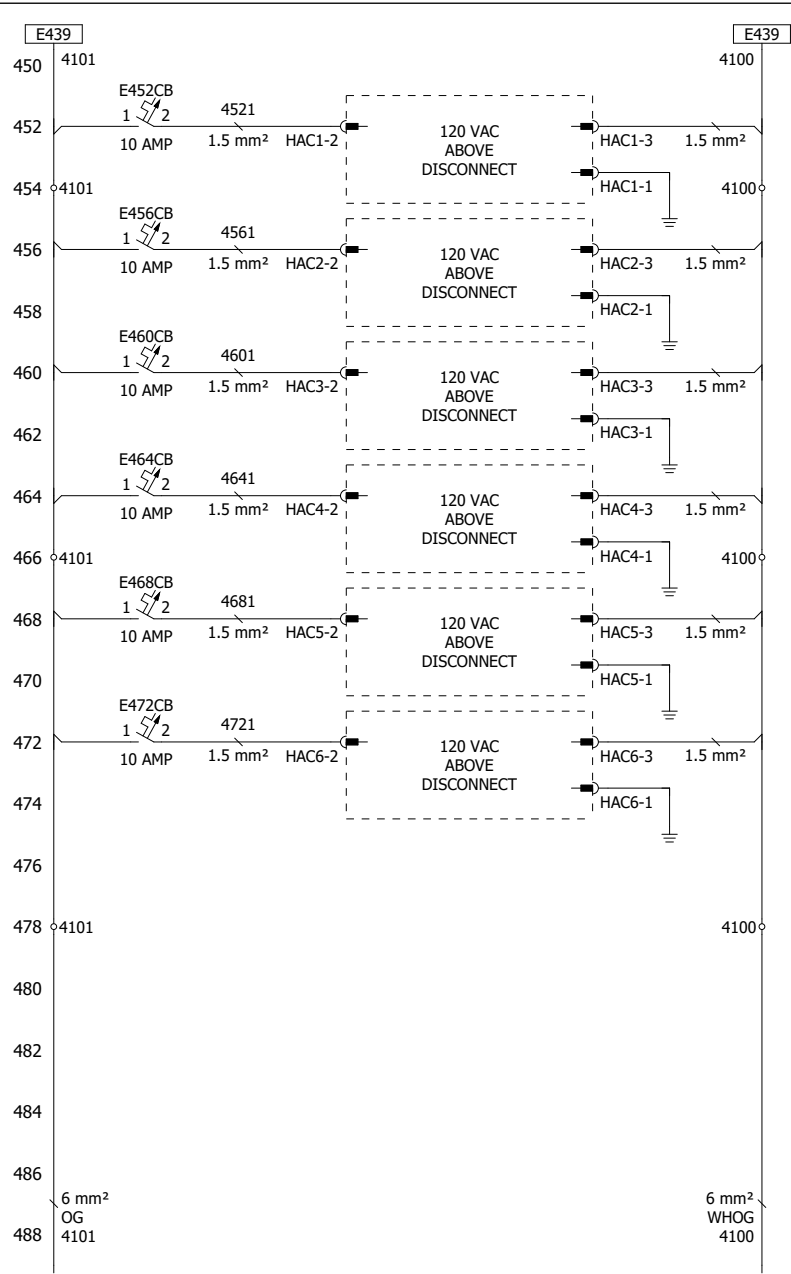 E439 E439
450 4101 4100
E452CB
1 2 4521
452 10 AMP 1.5 mm² HAC1-2 120 VAC HAC1-3 1.5 mm²
ABOVE
DISCONNECT
454 4101 HAC1-1 4100
E456CB
1 2 4561
456 10 AMP 1.5 mm² HAC2-2 120 VAC HAC2-3 1.5 mm²
ABOVE
DISCONNECT
458 HAC2-1
E460CB
1 2 4601
460 10 AMP 1.5 mm² HAC3-2 120 VAC HAC3-3 1.5 mm²
ABOVE
DISCONNECT
462 HAC3-1
E464CB
1 2 4641
464 10 AMP 1.5 mm² HAC4-2 120 VAC HAC4-3 1.5 mm²
ABOVE
DISCONNECT
466 4101 HAC4-1 4100
E468CB
1 2 4681
468 10 AMP 1.5 mm² HAC5-2 120 VAC HAC5-3 1.5 mm²
ABOVE
DISCONNECT
470 HAC5-1
E472CB
1 2 4721
472 10 AMP 1.5 mm² HAC6-2 120 VAC HAC6-3 1.5 mm²
ABOVE
DISCONNECT
474 HAC6-1
476
478 4101 4100
480
482
484
486
6 mm² 6 mm²
OG WHOG
488 4101 4100